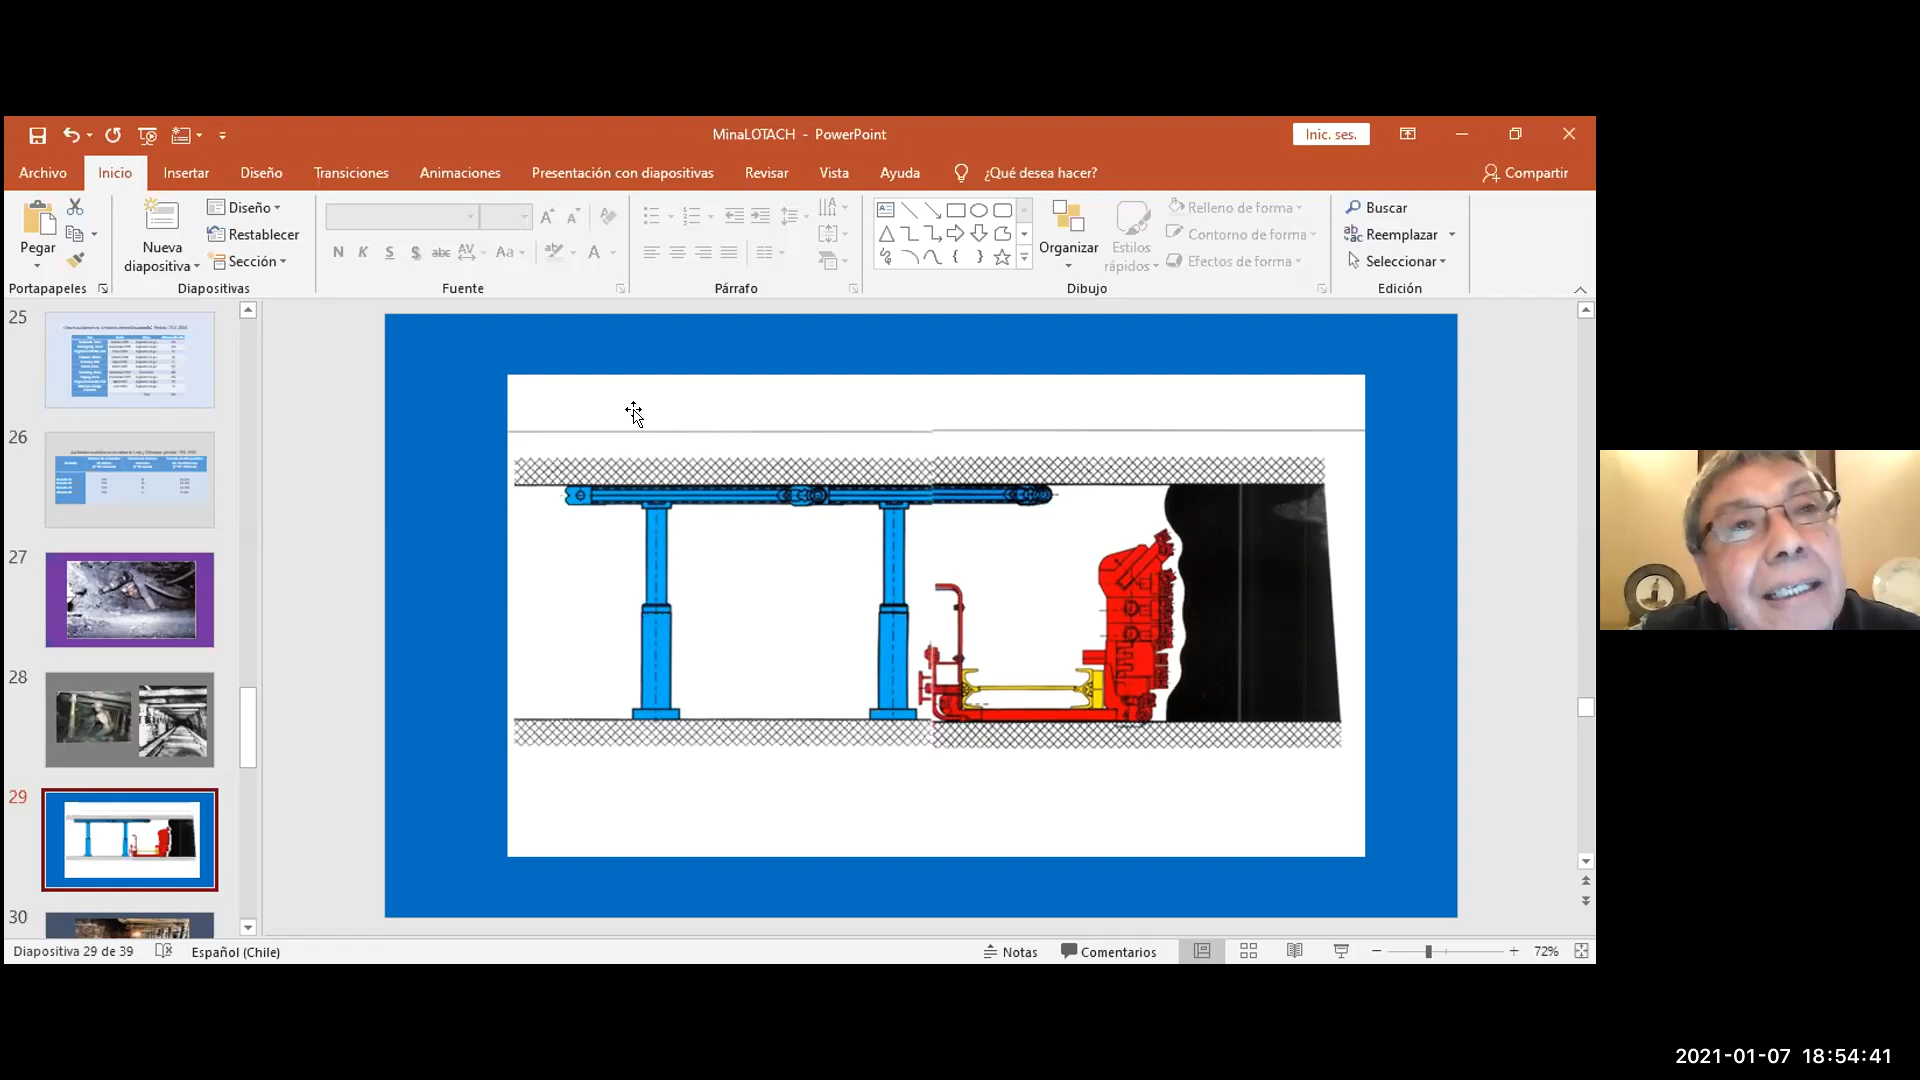 MinaLOTACH - PowerPoint
Inic. ses.
Archivo Inicio Insertar Diseño Transiciones Animaciones Presentación con diapositivas Revisar Vista Ayuda ¿Qué desea hacer? Compartir
Pegar
Nueva diapositiva
Diseño
Restablecer
Sección
N K S S abc AV Aa A
Organizar
Estilos rápidos
Relleno de forma
Contorno de forma
Efectos de forma
Buscar
Reemplazar
Seleccionar
Portapapeles Diapositivas Fuente Párrafo Dibujo Edición
25
26
27
28
29
30
Diapositiva 29 de 39 Español (Chile) Notas Comentarios 72%
2021-01-07 18:54:41